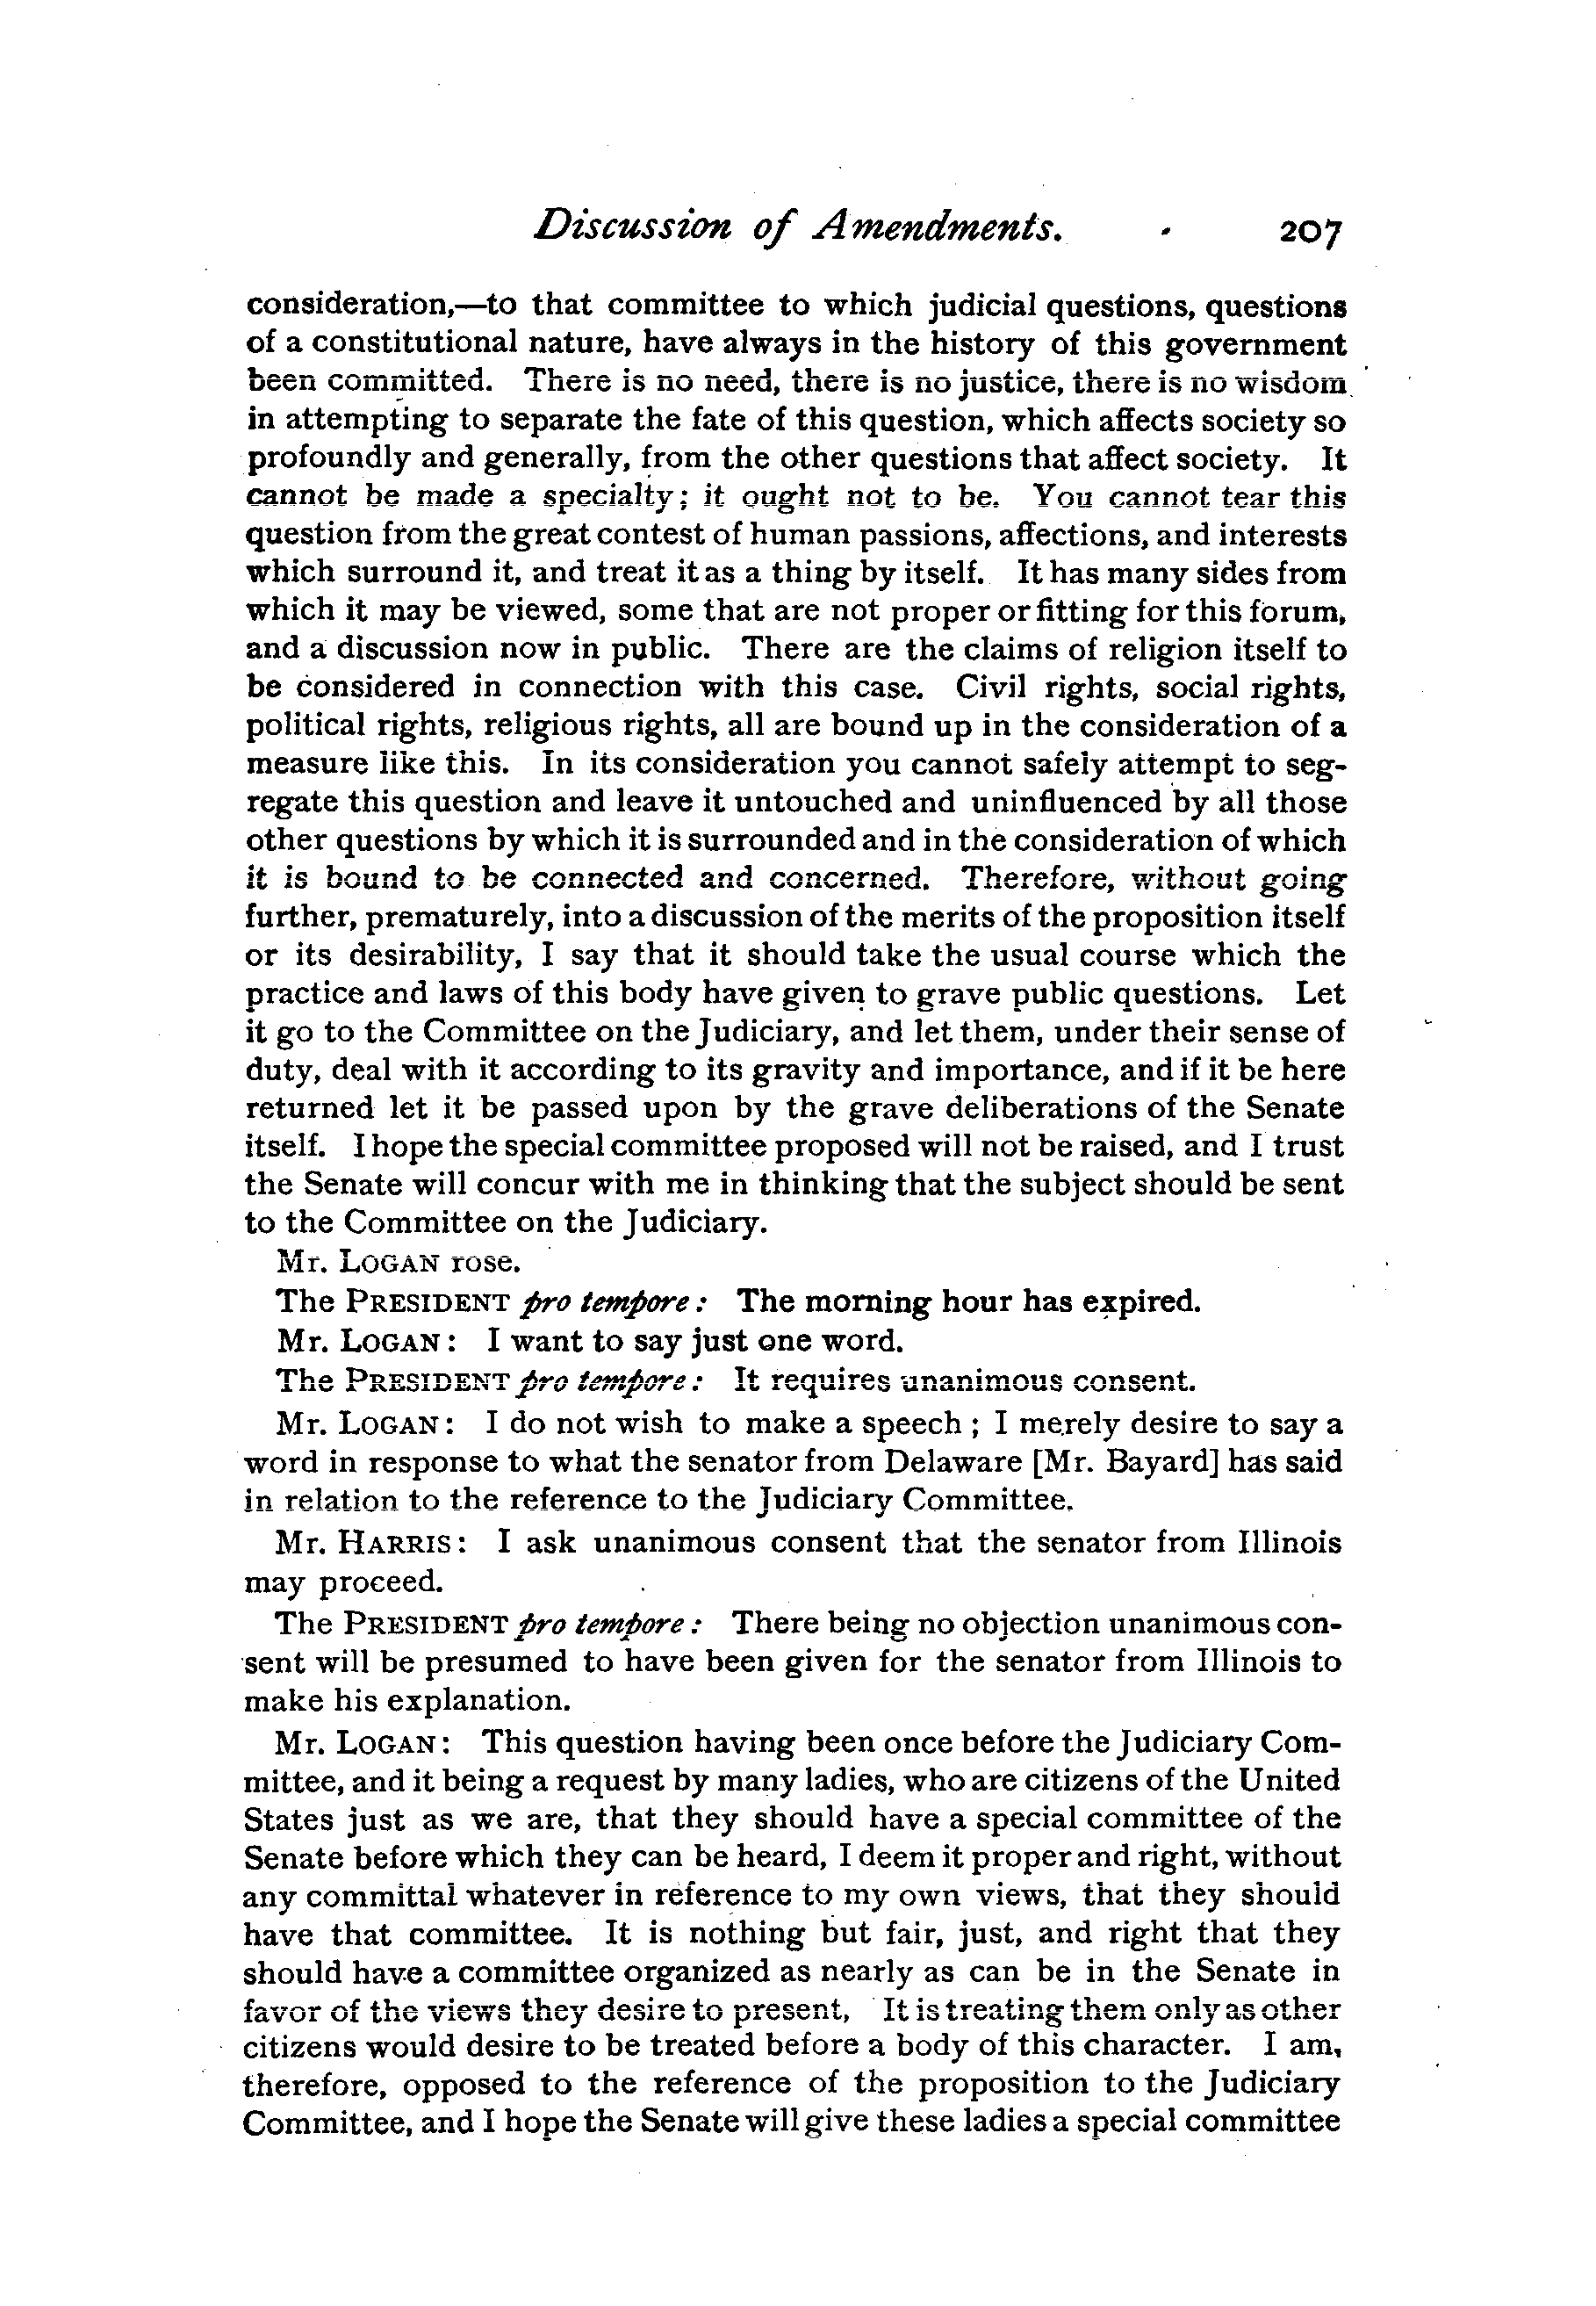 Discussion of Amendments. 207
consideration,—to that committee to which judicial questions, questions
of a constitutional nature, have always in the history of this government
been committed. There is no need, there is no justice, there is no wisdom
in attempting to separate the fate of this question, which affects society so
profoundly and generally, from the other questions that affect society. It
cannot be made a specialty; it ought not to be. You cannot tear this
question from the great contest of human passions, affections, and interests
which surround it, and treat it as a thing by itself. It has many sides from
which it may be viewed, some that are not proper or fitting for this forum,
and a discussion now in public. There are the claims of religion itself to
be considered in connection with this case. Civil rights, social rights,
political rights, religious rights, all are bound up in the consideration of a
measure like this. In its consideration you cannot safely attempt to seg-
regate this question and leave it untouched and uninfluenced by all those
other questions by which it is surrounded and in the consideration of which
it is bound to be connected and concerned. Therefore, without going
further, prematurely, into a discussion of the merits of the proposition itself
or its desirability, I say that it should take the usual course which the
practice and laws of this body have given to grave public questions. Let
it go to the Committee on the Judiciary, and let them, under their sense of
duty, deal with it according to its gravity and importance, and if it be here
returned let it be passed upon by the grave deliberations of the Senate
itself. I hope the special committee proposed will not be raised, and I trust
the Senate will concur with me in thinking that the subject should be sent
to the Committee on the Judiciary.
Mr. LOGAN rose.
The PRESIDENT pro tempore: The morning hour has expired.
Mr. LOGAN: I want to say just one word.
The PRESIDENT pro tempore: It requires unanimous consent.
Mr. LOGAN: I do not wish to make a speech; I merely desire to say a
word in response to what the senator from Delaware [Mr. Bayard] has said
in relation to the reference to the Judiciary Committee.
Mr. HARRIS: I ask unanimous consent that the senator from Illinois
may proceed.
The PRESIDENT pro tempore: There being no objection unanimous con-
sent will be presumed to have been given for the senator from Illinois to
make his explanation.
Mr. LOGAN: This question having been once before the Judiciary Com-
mittee, and it being a request by many ladies, who are citizens of the United
States just as we are, that they should have a special committee of the
Senate before which they can be heard, I deem it proper and right, without
any committal whatever in reference to my own views, that they should
have that committee. It is nothing but fair, just, and right that they
should have a committee organized as nearly as can be in the Senate in
favor of the views they desire to present, It is treating them only as other
citizens would desire to be treated before a body of this character. I am,
therefore, opposed to the reference of the proposition to the Judiciary
Committee, and I hope the Senate will give these ladies a special committee